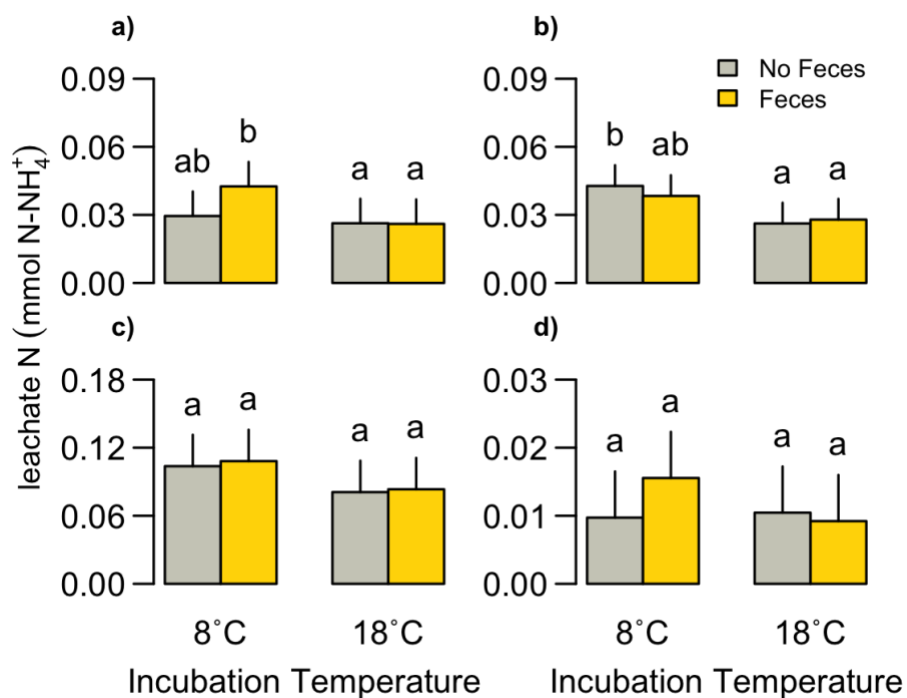 a)
b)
No Feces
Feces
leachate N (mmol N-NH₄⁺)
0.09
0.06
0.03
0.00
ab
b
a
a
0.09
0.06
0.03
0.00
b
ab
a
a
c)
d)
0.18
0.12
0.06
0.00
a
a
a
a
0.03
0.02
0.01
0.00
a
a
a
a
8°C
18°C
8°C
18°C
Incubation Temperature
Incubation Temperature